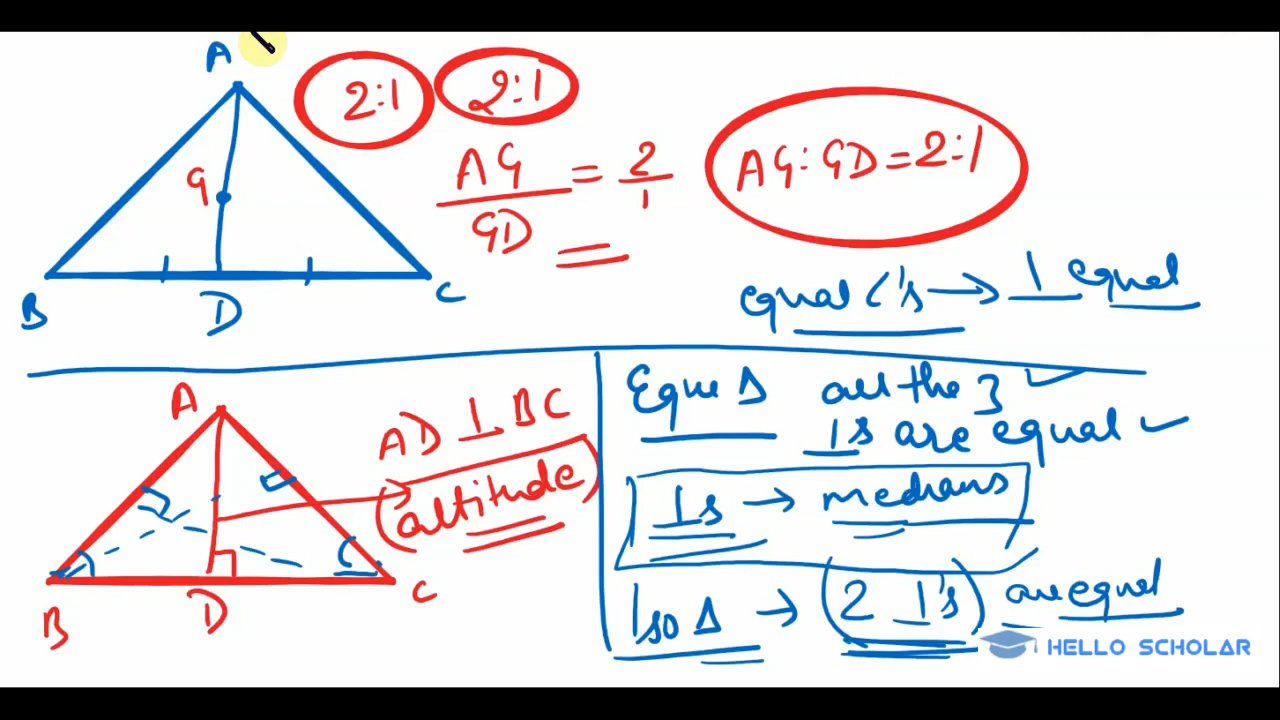 A
2:1
2:1
G
AG/GD = 2/1
AG:GD=2:1
B
D
C
equal ∠'s → ⊥ equal
A
AD ⊥ BC
(altitude)
B
D
C
Eque Δ all the 3 ✓
⊥s are equal ✓
⊥s → medians
Iso Δ → (2 ⊥'s) are equal
HELLO SCHOLAR